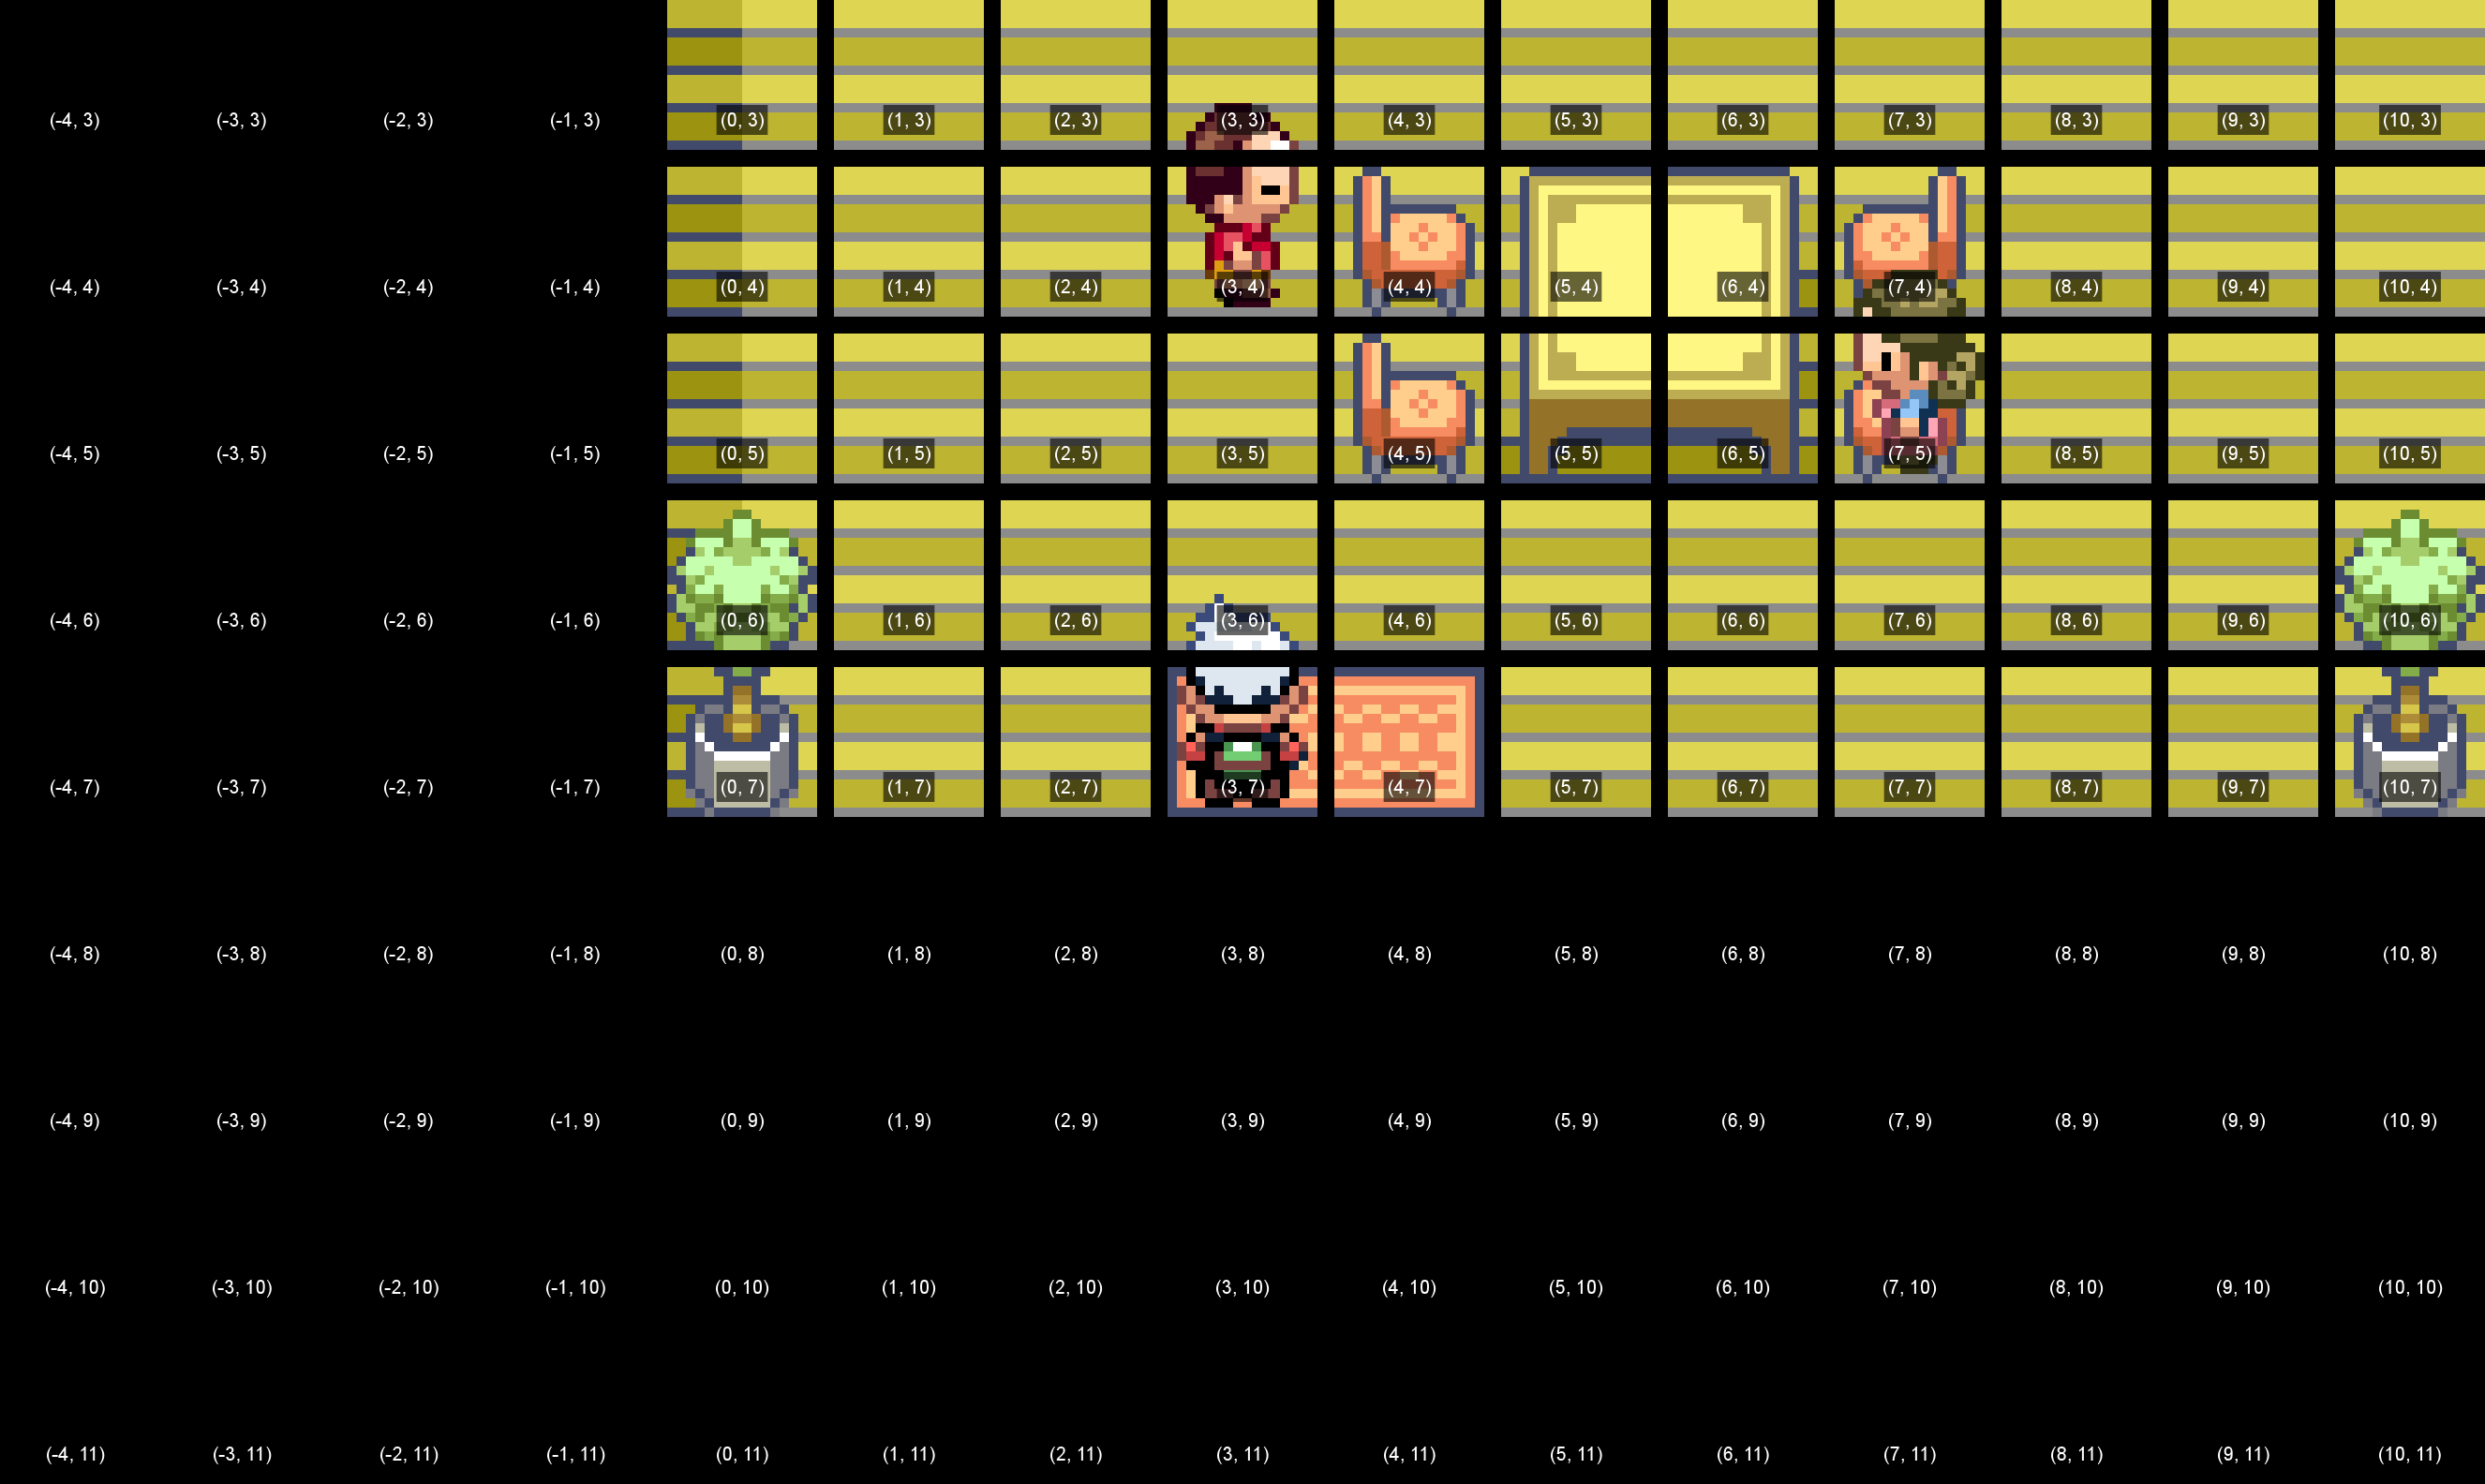 (-4, 3) (-3, 3) (-2, 3) (-1, 3) (0, 3) (1, 3) (2, 3) (3, 3) (4, 3) (5, 3) (6, 3) (7, 3) (8, 3) (9, 3) (10, 3)
(-4, 4) (-3, 4) (-2, 4) (-1, 4) (0, 4) (1, 4) (2, 4) (3, 4) (4, 4) (5, 4) (6, 4) (7, 4) (8, 4) (9, 4) (10, 4)
(-4, 5) (-3, 5) (-2, 5) (-1, 5) (0, 5) (1, 5) (2, 5) (3, 5) (4, 5) (5, 5) (6, 5) (7, 5) (8, 5) (9, 5) (10, 5)
(-4, 6) (-3, 6) (-2, 6) (-1, 6) (0, 6) (1, 6) (2, 6) (3, 6) (4, 6) (5, 6) (6, 6) (7, 6) (8, 6) (9, 6) (10, 6)
(-4, 7) (-3, 7) (-2, 7) (-1, 7) (0, 7) (1, 7) (2, 7) (3, 7) (4, 7) (5, 7) (6, 7) (7, 7) (8, 7) (9, 7) (10, 7)
(-4, 8) (-3, 8) (-2, 8) (-1, 8) (0, 8) (1, 8) (2, 8) (3, 8) (4, 8) (5, 8) (6, 8) (7, 8) (8, 8) (9, 8) (10, 8)
(-4, 9) (-3, 9) (-2, 9) (-1, 9) (0, 9) (1, 9) (2, 9) (3, 9) (4, 9) (5, 9) (6, 9) (7, 9) (8, 9) (9, 9) (10, 9)
(-4, 10) (-3, 10) (-2, 10) (-1, 10) (0, 10) (1, 10) (2, 10) (3, 10) (4, 10) (5, 10) (6, 10) (7, 10) (8, 10) (9, 10) (10, 10)
(-4, 11) (-3, 11) (-2, 11) (-1, 11) (0, 11) (1, 11) (2, 11) (3, 11) (4, 11) (5, 11) (6, 11) (7, 11) (8, 11) (9, 11) (10, 11)